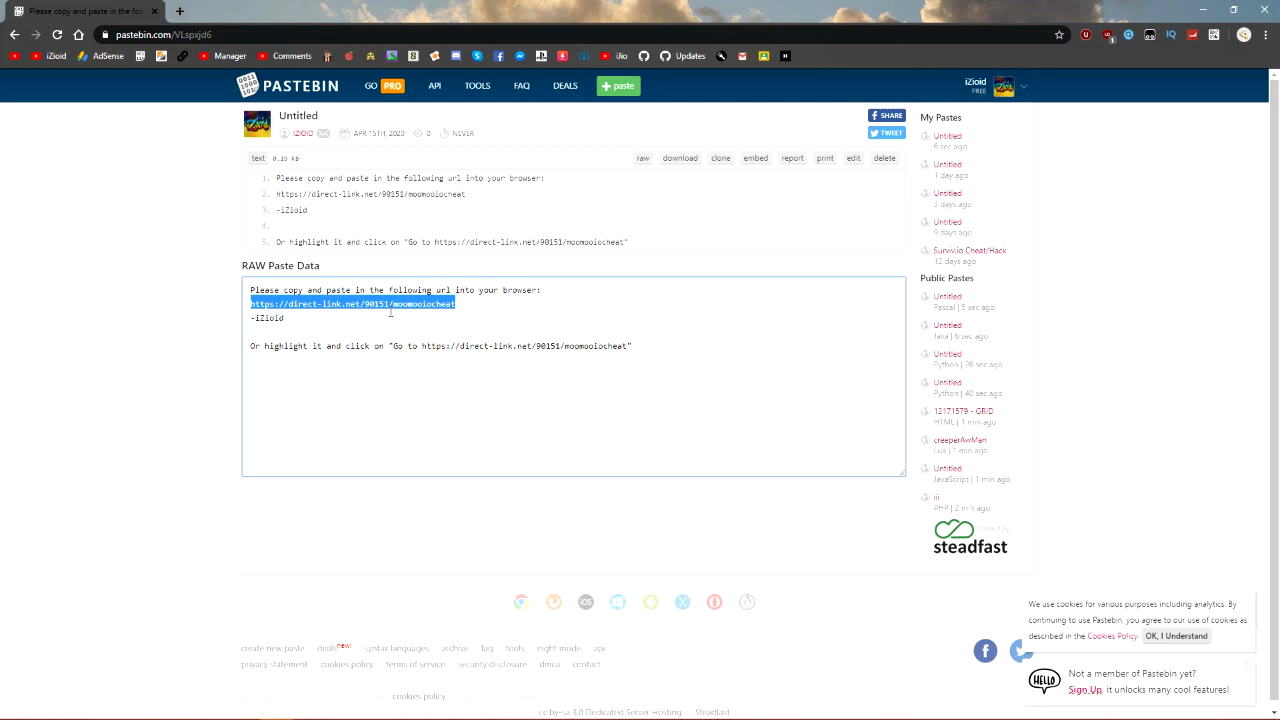 Please copy and paste in the fo
pastebin.com/VLspxjd6
iZioid
AdSense
Manager
Comments
iJio
Updates
PASTEBIN
GO PRO
API
TOOLS
FAQ
DEALS
+ paste
iZioid
FREE
Untitled
IZIOID
APR 15TH, 2020
0
NEVER
SHARE
TWEET
text
0.19 KB
raw
download
clone
embed
report
print
edit
delete
1. Please copy and paste in the following url into your browser:
2. https://direct-link.net/90151/moomooiocheat
3. -iZioid
4.
5. Or highlight it and click on "Go to https://direct-link.net/90151/moomooiocheat"
RAW Paste Data
Please copy and paste in the following url into your browser:
https://direct-link.net/90151/moomooiocheat
-iZioid
Or highlight it and click on "Go to https://direct-link.net/90151/moomooiocheat"
My Pastes
Untitled
6 sec ago
Untitled
1 day ago
Untitled
3 days ago
Untitled
9 days ago
Surviv.io Cheat/Hack
12 days ago
Public Pastes
Untitled
Pascal | 5 sec ago
Untitled
Java | 6 sec ago
Untitled
Python | 26 sec ago
Untitled
Python | 40 sec ago
12171579 - GRID
HTML | 1 min ago
creeperAwMan
Lua | 1 min ago
Untitled
JavaScript | 1 min ago
iii
PHP | 2 min ago
steadfast
iOS
create new paste
deals new!
syntax languages
archive
faq
tools
night mode
api
privacy statement
cookies policy
terms of service
security disclosure
dmca
contact
cookies policy
cc by-sa 3.0 Dedicated Server Hosting
Steadfast
We use cookies for various purposes including analytics. By
continuing to use Pastebin, you agree to our use of cookies as
described in the Cookies Policy. OK, I Understand
HELLO
Not a member of Pastebin yet?
Sign Up, it unlocks many cool features!